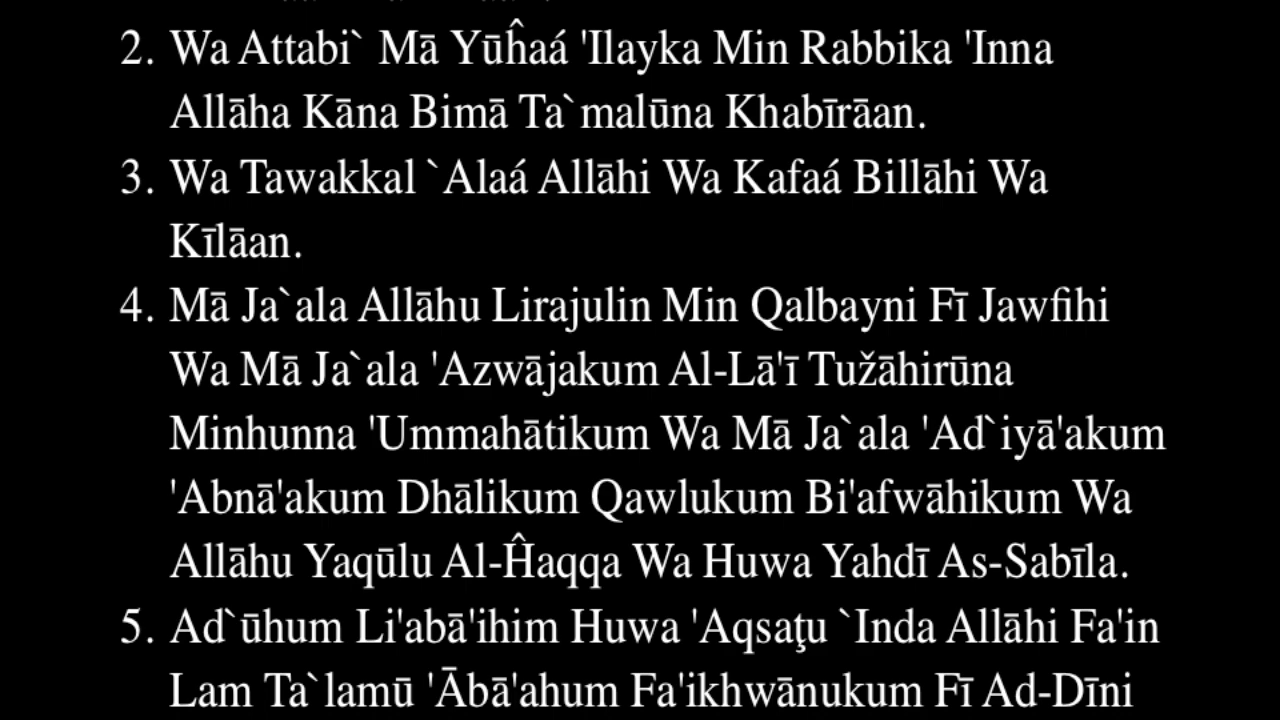 2. Wa Attabi` Mā Yūĥaá 'Ilayka Min Rabbika 'Inna
Allāha Kāna Bimā Ta`malūna Khabīrāan.
3. Wa Tawakkal `Alaá Allāhi Wa Kafaá Billāhi Wa
Kīlāan.
4. Mā Ja`ala Allāhu Lirajulin Min Qalbayni Fī Jawfihi
Wa Mā Ja`ala 'Azwājakum Al-Lā'ī Tužāhirūna
Minhunna 'Ummahātikum Wa Mā Ja`ala 'Ad`iyā'akum
'Abnā'akum Dhālikum Qawlukum Bi'afwāhikum Wa
Allāhu Yaqūlu Al-Ĥaqqa Wa Huwa Yahdī As-Sabīla.
5. Ad`ūhum Li'abā'ihim Huwa 'Aqsaţu `Inda Allāhi Fa'in
Lam Ta`lamū 'Ābā'ahum Fa'ikhwānukum Fī Ad-Dīni